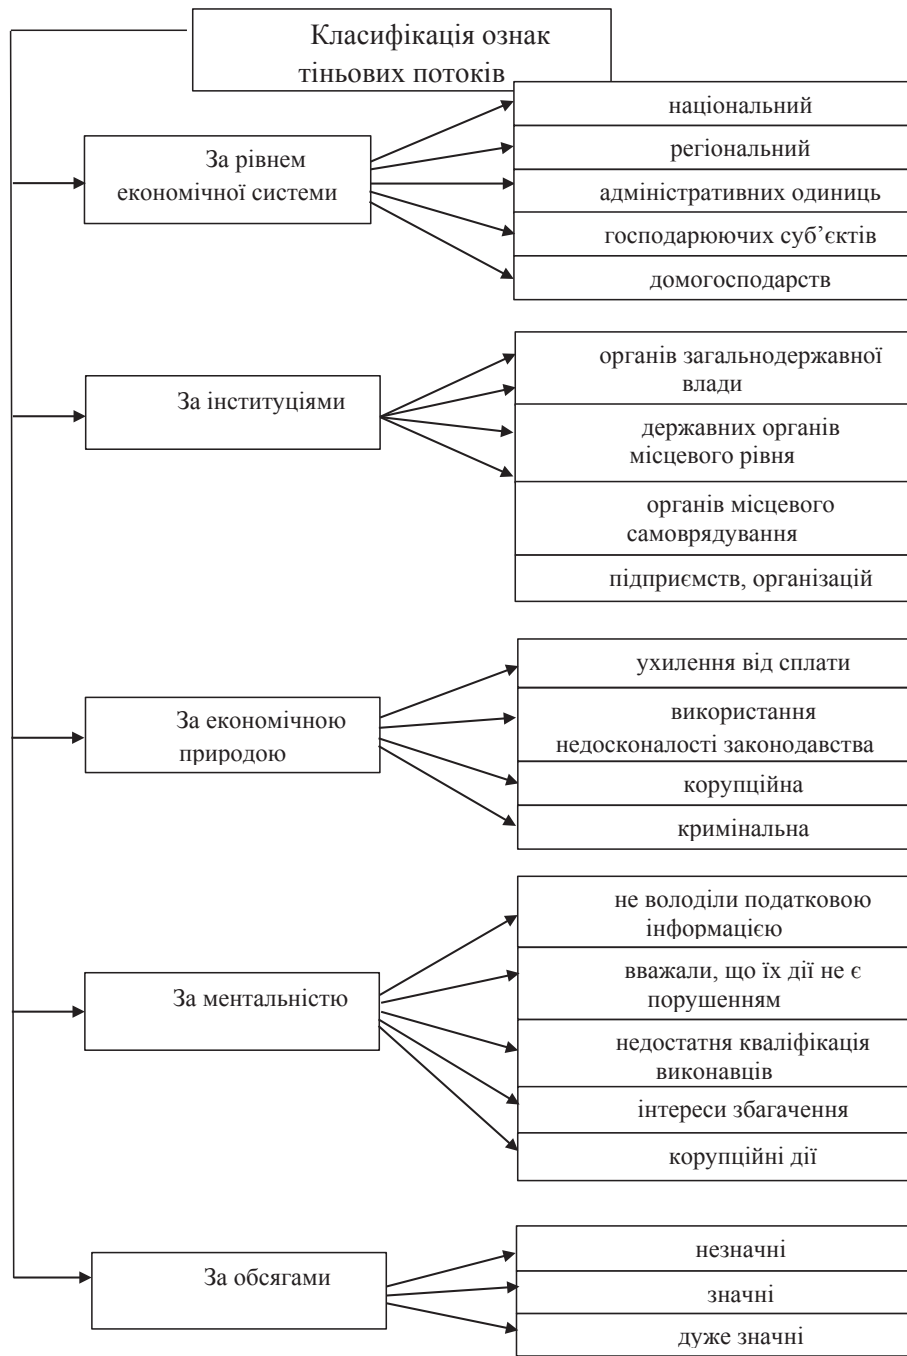 Класифікація ознак
тіньових потоків
За рівнем
економічної системи
національний
регіональний
адміністративних одиниць
господарюючих суб’єктів
домогосподарств
За інституціями
органів загальнодержавної
влади
державних органів
місцевого рівня
органів місцевого
самоврядування
підприємств, організацій
За економічною
природою
ухилення від сплати
використання
недосконалості законодавства
корупційна
кримінальна
За ментальністю
не володіли податковою
інформацією
вважали, що їх дії не є
порушенням
недостатня кваліфікація
виконавців
інтереси збагачення
корупційні дії
За обсягами
незначні
значні
дуже значні